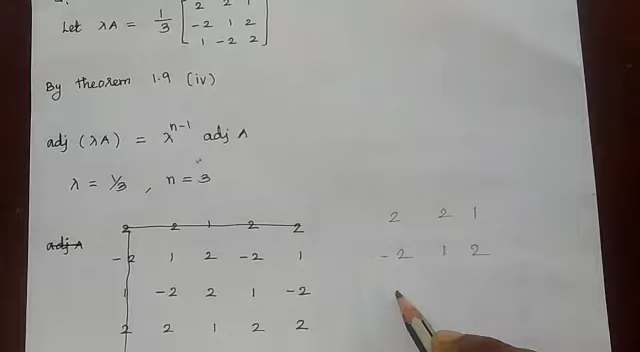 2 2 1
Let λA = 1/3 -2 1 2
1 -2 2
By theorem 1.9 (iv)
adj (λA) = λ^(n-1) adj A
λ = 1/3 , n = 3
adj A 2 2 1 2 2
-2 1 2 -2 1
1 -2 2 1 -2
2 2 1 2 2
2 2 1
-2 1 2